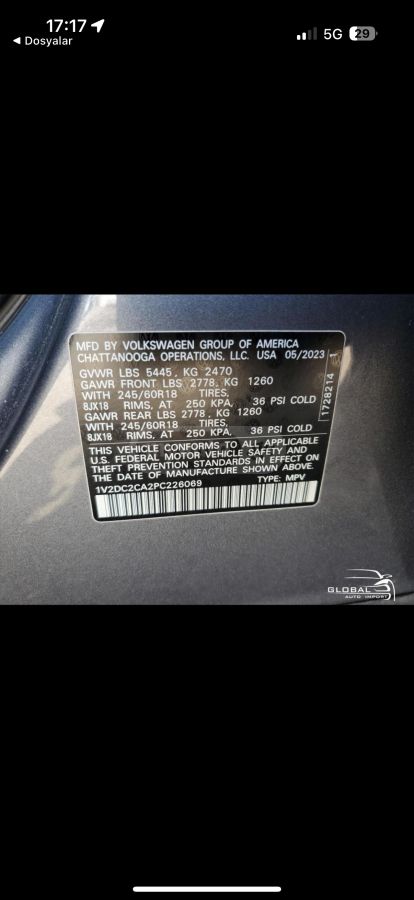 17:17
5G 29
Dosyalar
MFD BY VOLKSWAGEN GROUP OF AMERICA
CHATTANOOGA OPERATIONS, LLC. USA 05/2023
GVWR LBS 5445, KG 2470
GAWR FRONT LBS 2778, KG 1260
WITH 245/60R18 TIRES,
8JX18 RIMS, AT 250 KPA, 36 PSI COLD
GAWR REAR LBS 2778, KG 1260
WITH 245/60R18 TIRES,
8JX18 RIMS, AT 250 KPA, 36 PSI COLD
THIS VEHICLE CONFORMS TO ALL APPLICABLE
U.S. FEDERAL MOTOR VEHICLE SAFETY AND
THEFT PREVENTION STANDARDS IN EFFECT ON
THE DATE OF MANUFACTURE SHOWN ABOVE.
1V2DC2CA2PC226069 TYPE: MPV
1728214 1
GLOBAL
AUTO IMPORT